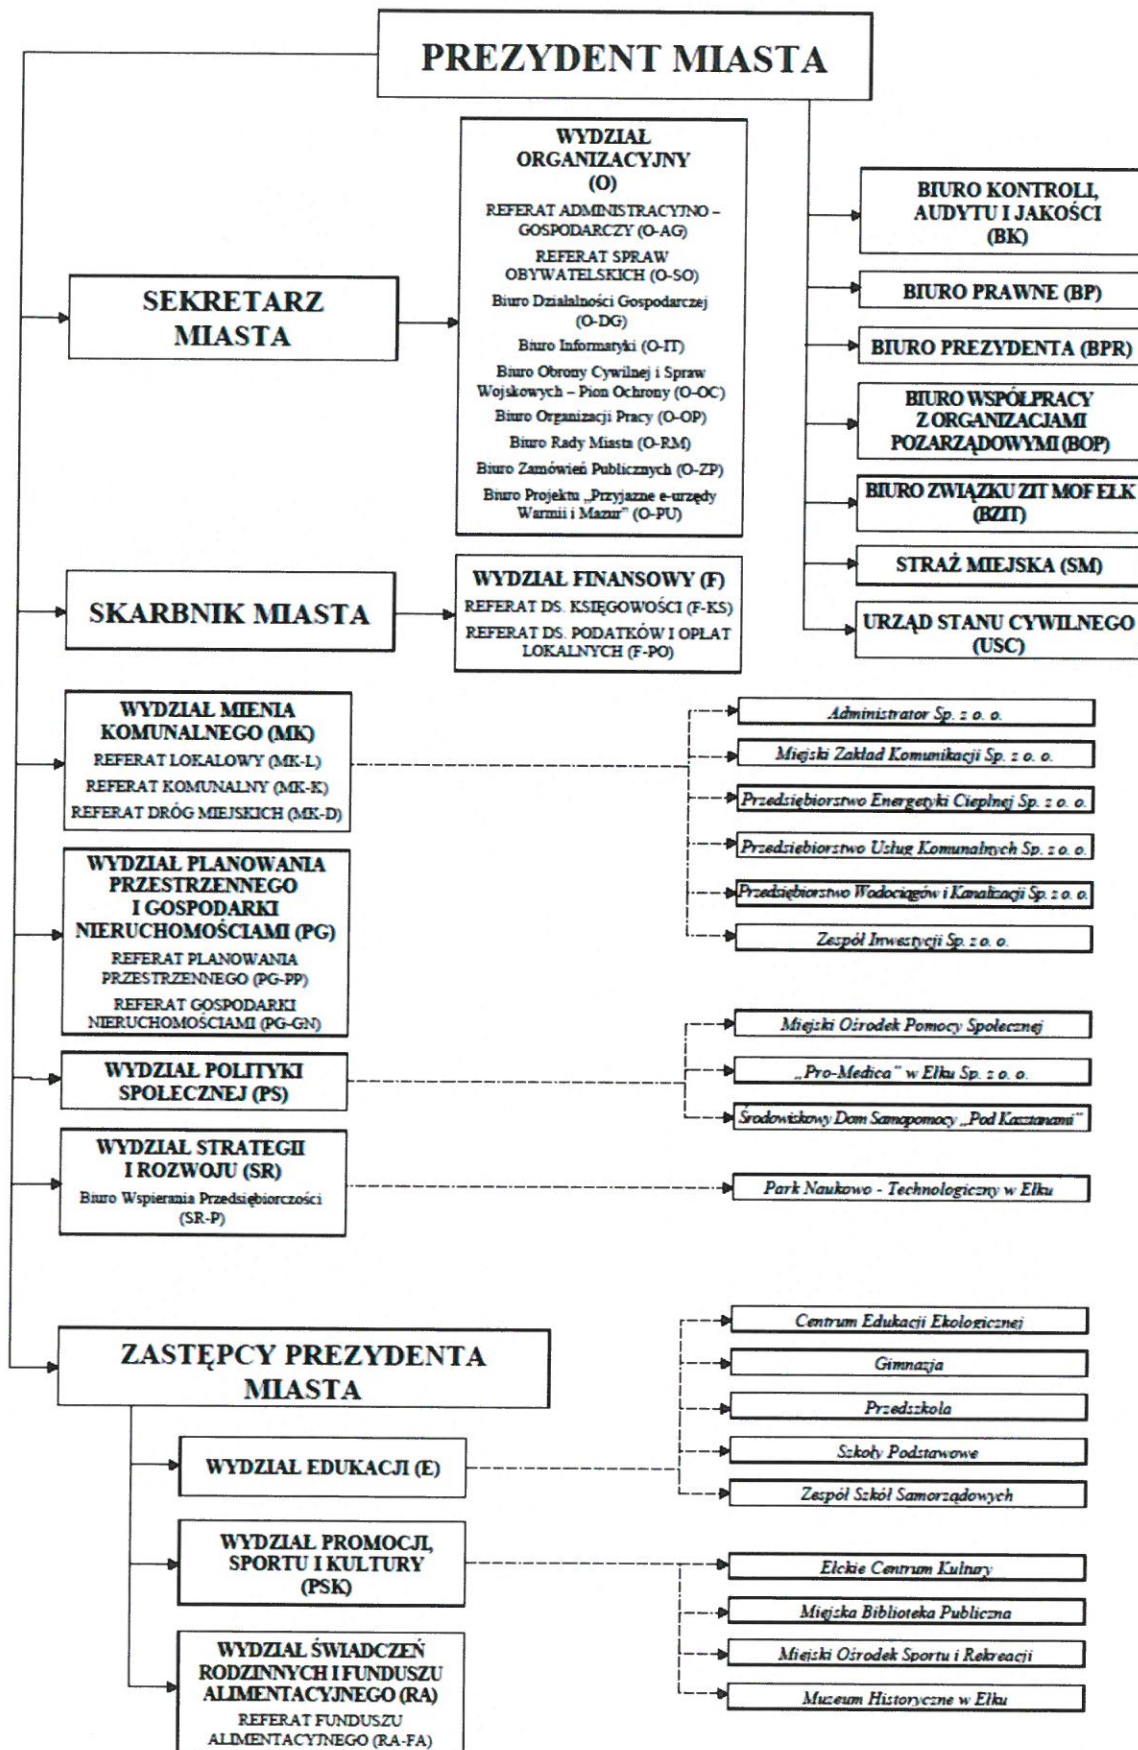 PREZYDENT MIASTA
WYDZIAŁ
ORGANIZACYJNY
(O)
REFERAT ADMINISTRACYJNO –
GOSPODARCZY (O-AG)
REFERAT SPRAW
OBYWATELSKICH (O-SO)
Biuro Działalności Gospodarczej
(O-DG)
Biuro Informatyki (O-IT)
Biuro Obrony Cywilnej i Spraw
Wojskowych – Pion Ochrony (O-OC)
Biuro Organizacji Pracy (O-OP)
Biuro Rady Miasta (O-RM)
Biuro Zamówień Publicznych (O-ZP)
Biuro Projektu „Przyjazne e-urzędy
Warmii i Mazur” (O-PU)
SEKRETARZ
MIASTA
BIURO KONTROLI,
AUDYTU I JAKOŚCI
(BK)
BIURO PRAWNE (BP)
BIURO PREZYDENTA (BPR)
BIURO WSPÓŁPRACY
Z ORGANIZACJAMI
POZARZĄDOWYMI (BOP)
BIURO ZWIĄZKU ZIT MOF EŁK
(BZIT)
STRAŻ MIEJSKA (SM)
URZĄD STANU CYWILNEGO
(USC)
SKARBNIK MIASTA
WYDZIAŁ FINANSOWY (F)
REFERAT DS. KSIĘGOWOŚCI (F-KS)
REFERAT DS. PODATKÓW I OPŁAT
LOKALNYCH (F-PO)
WYDZIAŁ MIENIA
KOMUNALNEGO (MK)
REFERAT LOKALOWY (MK-L)
REFERAT KOMUNALNY (MK-K)
REFERAT DRÓG MIEJSKICH (MK-D)
Administrator Sp. z o. o.
Miejski Zakład Komunikacji Sp. z o. o.
Przedsiębiorstwo Energetyki Cieplnej Sp. z o. o.
Przedsiębiorstwo Usług Komunalnych Sp. z o. o.
Przedsiębiorstwo Wodociągów i Kanalizacji Sp. z o. o.
Zespół Inwestycji Sp. z o. o.
WYDZIAŁ PLANOWANIA
PRZESTRZENNEGO
I GOSPODARKI
NIERUCHOMOŚCIAMI (PG)
REFERAT PLANOWANIA
PRZESTRZENNEGO (PG-PP)
REFERAT GOSPODARKI
NIERUCHOMOŚCIAMI (PG-GN)
WYDZIAŁ POLITYKI
SPOŁECZNEJ (PS)
Miejski Ośrodek Pomocy Społecznej
„Pro-Medica” w Ełku Sp. z o. o.
Środowiskowy Dom Samopomocy „Pod Kasztanami”
WYDZIAŁ STRATEGII
I ROZWOJU (SR)
Biuro Wspierania Przedsiębiorczości
(SR-P)
Park Naukowo - Technologiczny w Ełku
ZASTĘPCY PREZYDENTA
MIASTA
WYDZIAŁ EDUKACJI (E)
Centrum Edukacji Ekologicznej
Gimnazja
Przedszkola
Szkoły Podstawowe
Zespół Szkół Samorządowych
WYDZIAŁ PROMOCJI,
SPORTU I KULTURY
(PSK)
Ełckie Centrum Kultury
Miejska Biblioteka Publiczna
Miejski Ośrodek Sportu i Rekreacji
Muzeum Historyczne w Ełku
WYDZIAŁ ŚWIADCZEŃ
RODZINNYCH I FUNDUSZU
ALIMENTACYJNEGO (RA)
REFERAT FUNDUSZU
ALIMENTACYJNEGO (RA-FA)